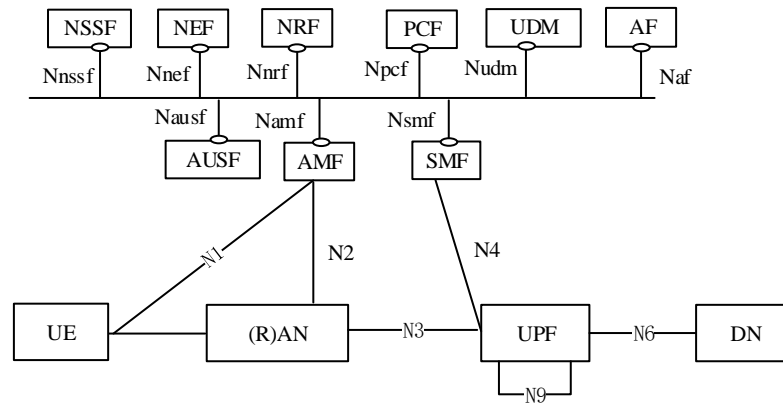 NSSF NEF NRF PCF UDM AF
Nnssf Nnef Nnrf Npcf Nudm Naf
Nausf Namf Nsmf
AUSF AMF SMF
N1 N2 N4
UE (R)AN N3 UPF N6 DN
N9